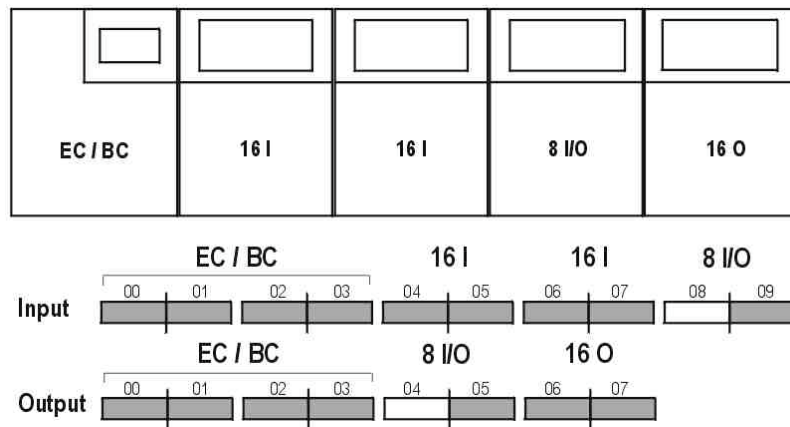 EC / BC 16 I 16 I 8 I/O 16 O
EC / BC 16 I 16 I 8 I/O
00 01 02 03 04 05 06 07 08 09
Input
EC / BC 8 I/O 16 O
00 01 02 03 04 05 06 07
Output